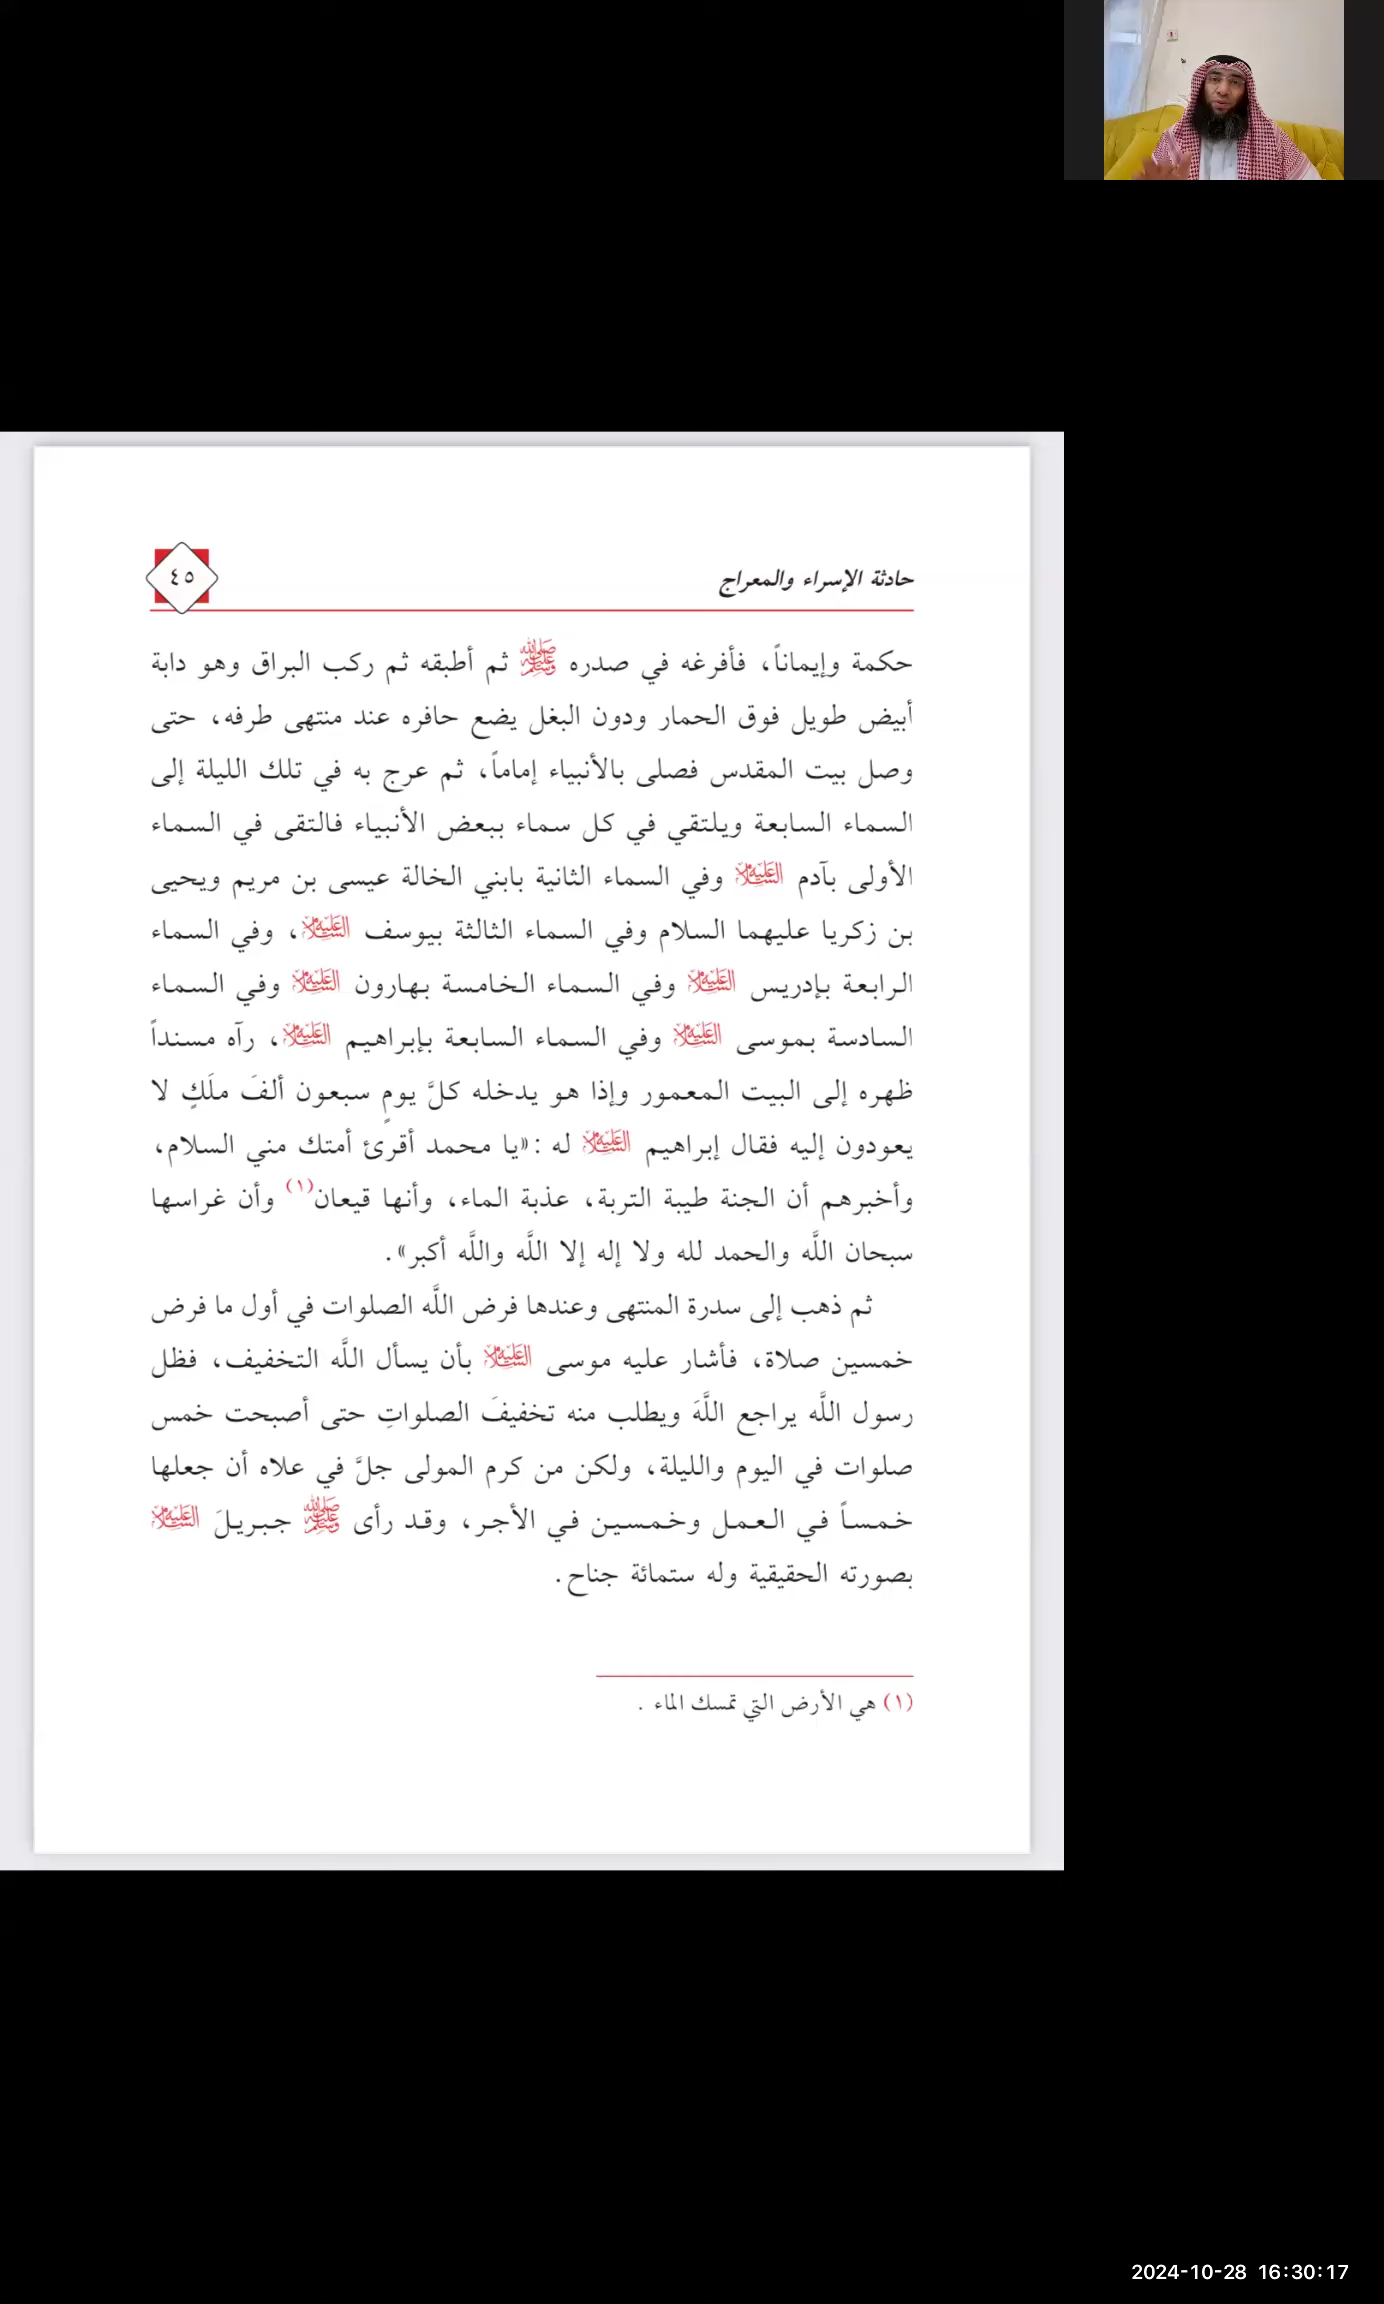 حادثة الإسراء والمعراج
٤٥
حكمة وإيماناً، فأفرغه في صدره ﷺ ثم أطبقه ثم ركب البراق وهو دابة
أبيض طويل فوق الحمار ودون البغل يضع حافره عند منتهى طرفه، حتى
وصل بيت المقدس فصلى بالأنبياء إماماً، ثم عرج به في تلك الليلة إلى
السماء السابعة ويلتقي في كل سماء ببعض الأنبياء فالتقى في السماء
الأولى بآدم عليه السلام وفي السماء الثانية بابني الخالة عيسى بن مريم ويحيى
بن زكريا عليهما السلام وفي السماء الثالثة بيوسف عليه السلام، وفي السماء
الرابعة بإدريس عليه السلام وفي السماء الخامسة بهارون عليه السلام وفي السماء
السادسة بموسى عليه السلام وفي السماء السابعة بإبراهيم عليه السلام، رآه مسنداً
ظهره إلى البيت المعمور وإذا هو يدخله كلَّ يومٍ سبعون ألفَ ملَكٍ لا
يعودون إليه فقال إبراهيم عليه السلام له: «يا محمد أقرئ أمتك مني السلام،
وأخبرهم أن الجنة طيبة التربة، عذبة الماء، وأنها قيعان(١) وأن غراسها
سبحان اللَّه والحمد لله ولا إله إلا اللَّه واللَّه أكبر».
ثم ذهب إلى سدرة المنتهى وعندها فرض اللَّه الصلوات في أول ما فرض
خمسين صلاة، فأشار عليه موسى عليه السلام بأن يسأل اللَّه التخفيف، فظل
رسول اللَّه يراجع اللَّهَ ويطلب منه تخفيفَ الصلواتِ حتى أصبحت خمس
صلوات في اليوم والليلة، ولكن من كرم المولى جلَّ في علاه أن جعلها
خمساً في العمل وخمسين في الأجر، وقد رأى ﷺ جبريلَ عليه السلام
بصورته الحقيقية وله ستمائة جناح.
(١) هي الأرض التي تمسك الماء.
2024-10-28 16:30:17